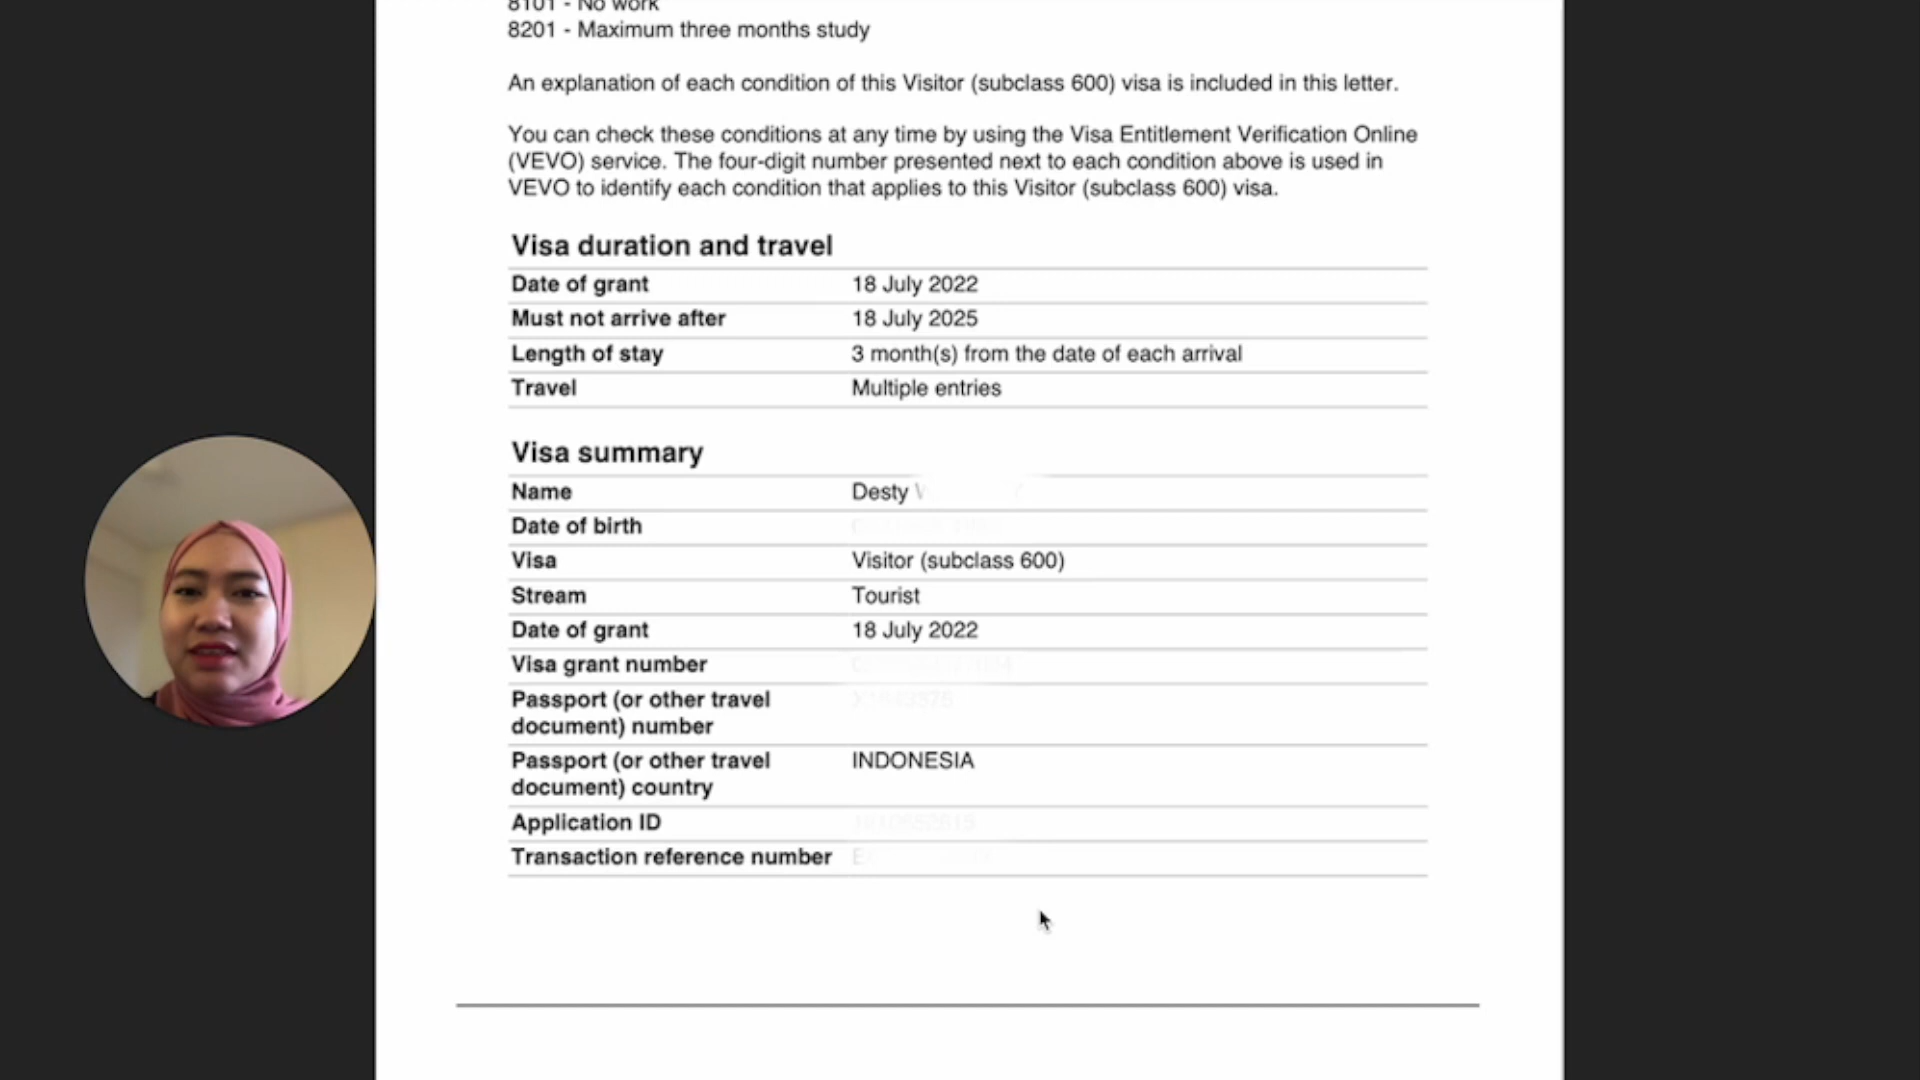 8101 - No work
8201 - Maximum three months study
An explanation of each condition of this Visitor (subclass 600) visa is included in this letter.
You can check these conditions at any time by using the Visa Entitlement Verification Online
(VEVO) service. The four-digit number presented next to each condition above is used in
VEVO to identify each condition that applies to this Visitor (subclass 600) visa.
Visa duration and travel
Date of grant 18 July 2022
Must not arrive after 18 July 2025
Length of stay 3 month(s) from the date of each arrival
Travel Multiple entries
Visa summary
Name Desty
Date of birth
Visa Visitor (subclass 600)
Stream Tourist
Date of grant 18 July 2022
Visa grant number
Passport (or other travel
document) number
Passport (or other travel INDONESIA
document) country
Application ID
Transaction reference number